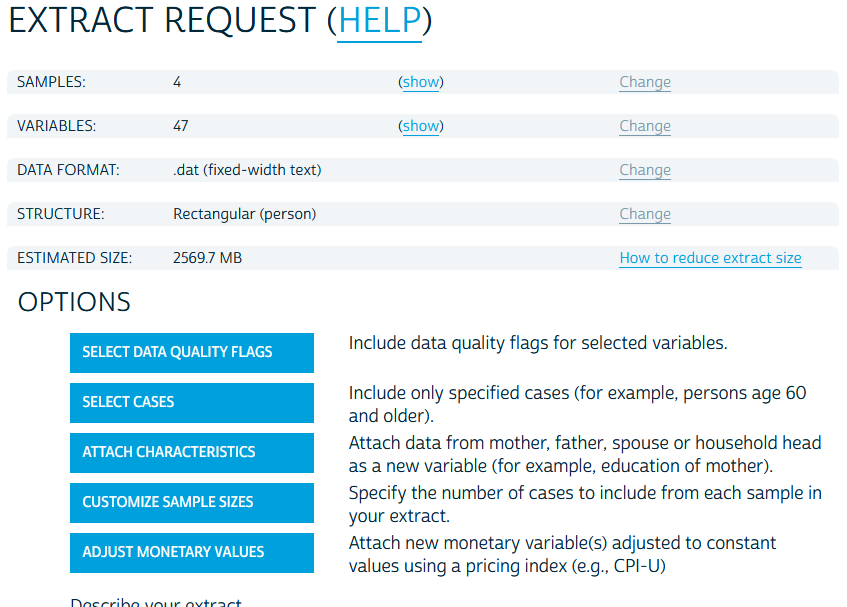 EXTRACT REQUEST (HELP)
SAMPLES: 4 (show) Change
VARIABLES: 47 (show) Change
DATA FORMAT: .dat (fixed-width text) Change
STRUCTURE: Rectangular (person) Change
ESTIMATED SIZE: 2569.7 MB How to reduce extract size
OPTIONS
SELECT DATA QUALITY FLAGS Include data quality flags for selected variables.
SELECT CASES Include only specified cases (for example, persons age 60
and older).
ATTACH CHARACTERISTICS Attach data from mother, father, spouse or household head
as a new variable (for example, education of mother).
CUSTOMIZE SAMPLE SIZES Specify the number of cases to include from each sample in
your extract.
ADJUST MONETARY VALUES Attach new monetary variable(s) adjusted to constant
values using a pricing index (e.g., CPI-U)
Describe your extract